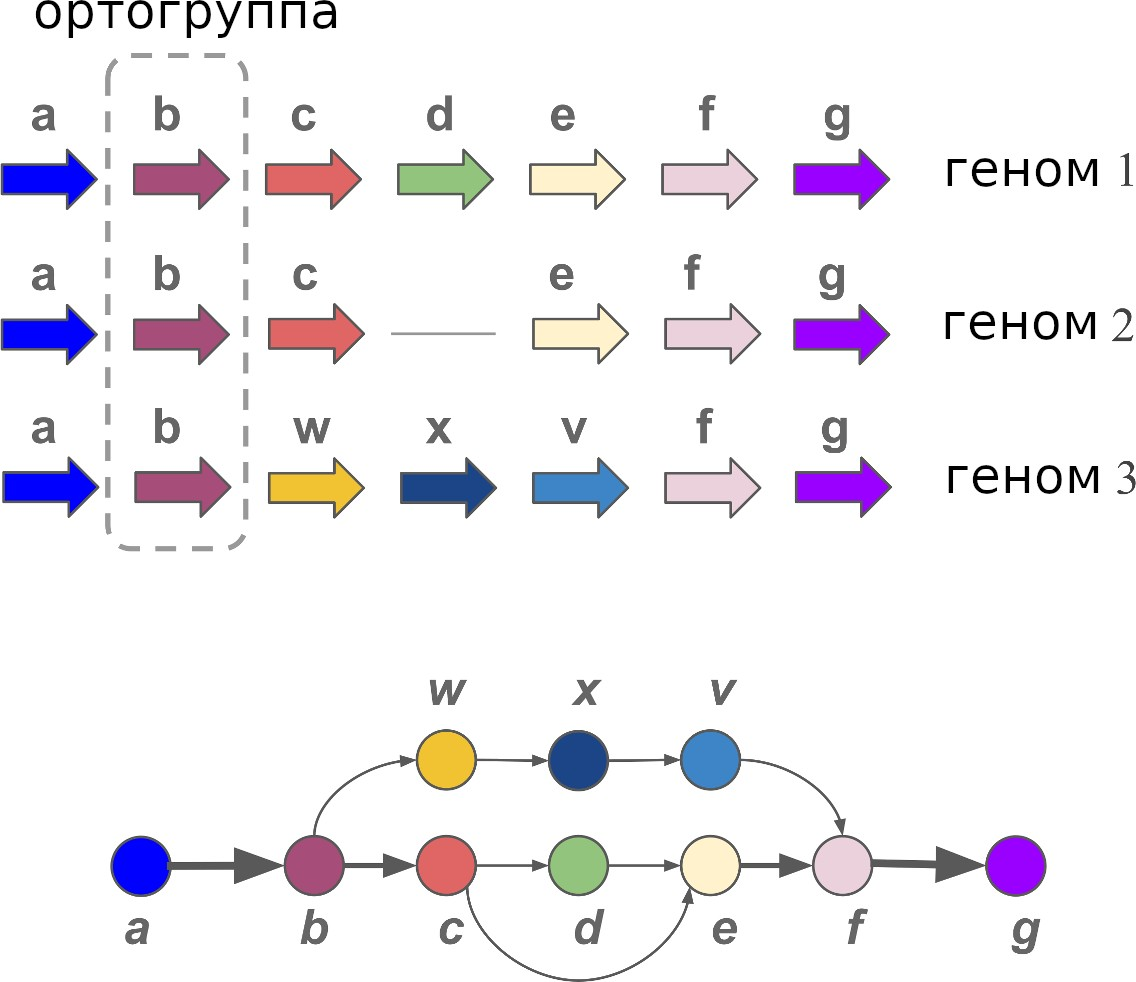 ортогруппа
a b c d e f g
геном 1
a b c e f g
геном 2
a b w x v f g
геном 3
w x v
a b c d e f g